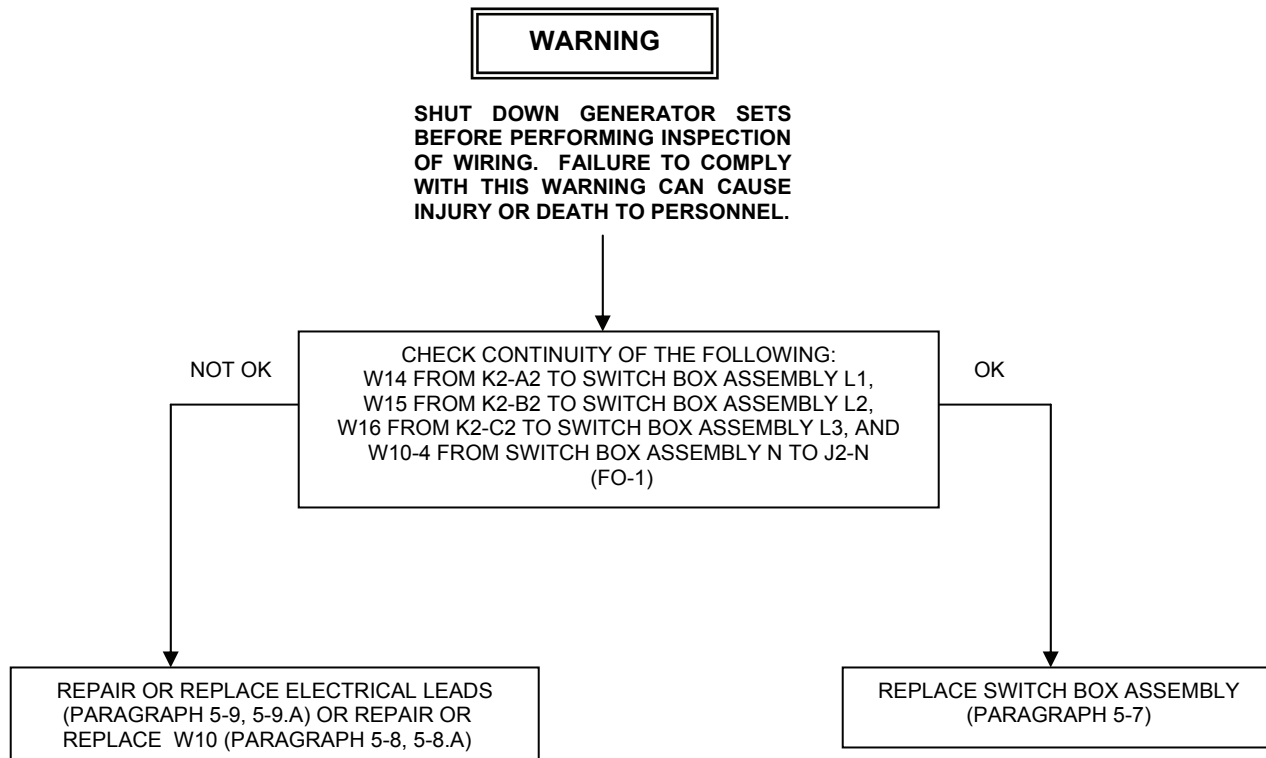 WARNING
SHUT DOWN GENERATOR SETS
BEFORE PERFORMING INSPECTION
OF WIRING. FAILURE TO COMPLY
WITH THIS WARNING CAN CAUSE
INJURY OR DEATH TO PERSONNEL.
NOT OK
CHECK CONTINUITY OF THE FOLLOWING:
W14 FROM K2-A2 TO SWITCH BOX ASSEMBLY L1,
W15 FROM K2-B2 TO SWITCH BOX ASSEMBLY L2,
W16 FROM K2-C2 TO SWITCH BOX ASSEMBLY L3, AND
W10-4 FROM SWITCH BOX ASSEMBLY N TO J2-N
(FO-1)
OK
REPAIR OR REPLACE ELECTRICAL LEADS
(PARAGRAPH 5-9, 5-9.A) OR REPAIR OR
REPLACE W10 (PARAGRAPH 5-8, 5-8.A)
REPLACE SWITCH BOX ASSEMBLY
(PARAGRAPH 5-7)